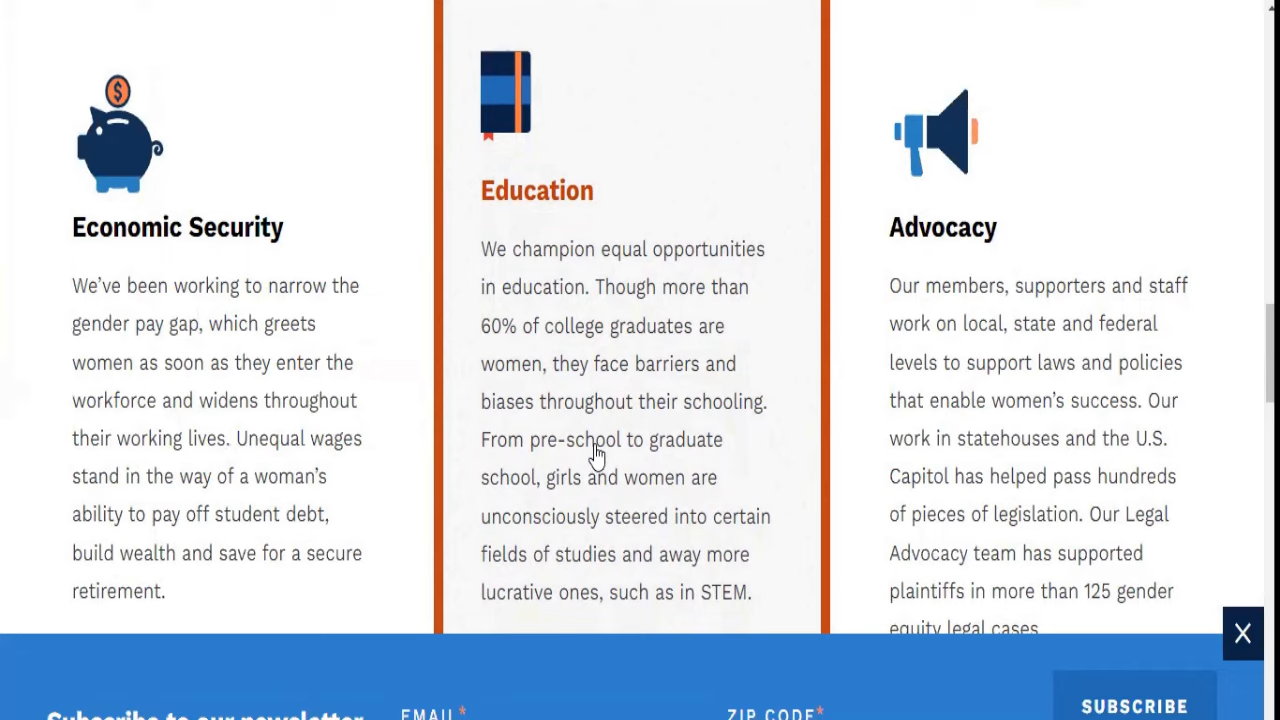 Economic Security
We've been working to narrow the
gender pay gap, which greets
women as soon as they enter the
workforce and widens throughout
their working lives. Unequal wages
stand in the way of a woman's
ability to pay off student debt,
build wealth and save for a secure
retirement.
Education
We champion equal opportunities
in education. Though more than
60% of college graduates are
women, they face barriers and
biases throughout their schooling.
From pre-school to graduate
school, girls and women are
unconsciously steered into certain
fields of studies and away more
lucrative ones, such as in STEM.
Advocacy
Our members, supporters and staff
work on local, state and federal
levels to support laws and policies
that enable women's success. Our
work in statehouses and the U.S.
Capitol has helped pass hundreds
of pieces of legislation. Our Legal
Advocacy team has supported
plaintiffs in more than 125 gender
equity legal cases
X
Subscribe to our newsletter
EMAIL*
ZIP CODE*
SUBSCRIBE